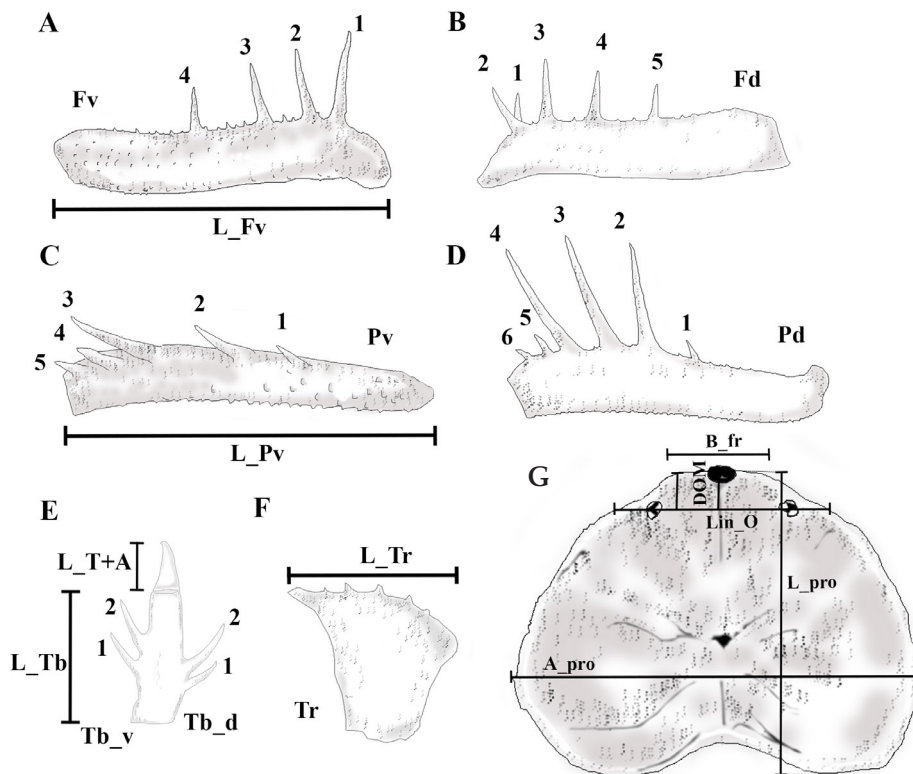 A
Fv
4
3
2
1
L_Fv
B
2
1
3
4
5
Fd
C
3
4
5
2
1
Pv
L_Pv
D
4
3
2
5
6
1
Pd
E
L_T+A
2
1
2
1
L_Tb
Tb_v
Tb_d
F
L_Tr
Tr
G
B_fr
DOM
Lin_O
L_pro
A_pro